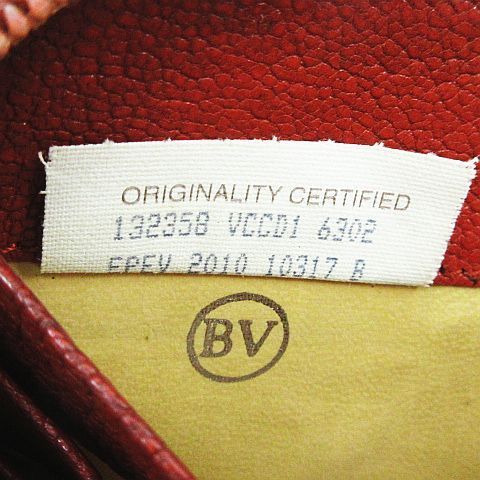 ORIGINALITY CERTIFIED
132358 VCCD1 6302
EPEV 2010 10317 B
BV